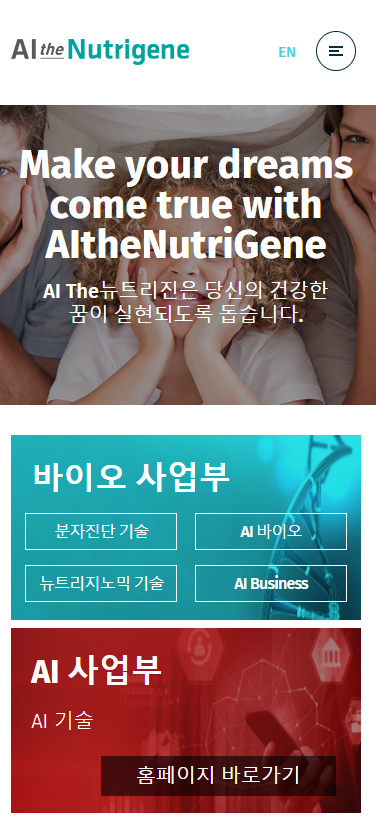 AI the Nutrigene
EN
Make your dreams
come true with
AItheNutriGene
AI The뉴트리진은 당신의 건강한
꿈이 실현되도록 돕습니다.
바이오 사업부
분자진단 기술
AI 바이오
뉴트리지노믹 기술
AI Business
AI 사업부
AI 기술
홈페이지 바로가기